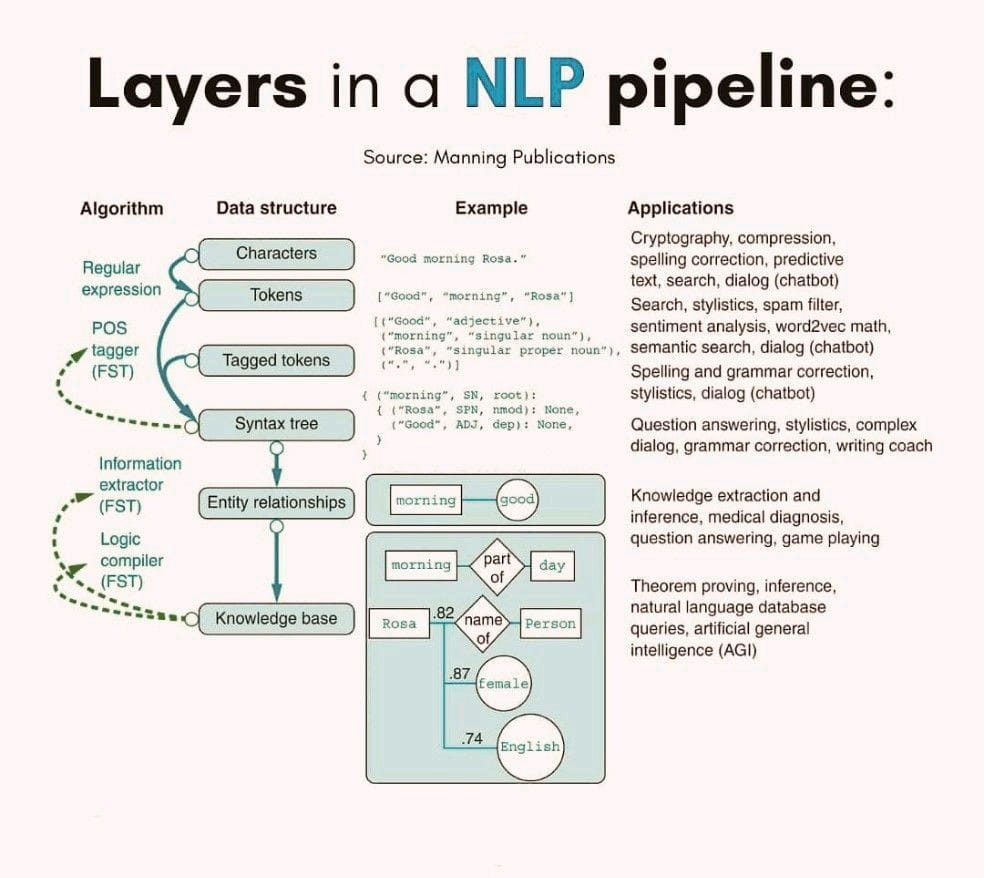 Layers in a NLP pipeline:
Source: Manning Publications
Algorithm
Data structure
Example
Applications
Regular
expression
POS
tagger
(FST)
Information
extractor
(FST)
Logic
compiler
(FST)
Characters
Tokens
Tagged tokens
Syntax tree
Entity relationships
Knowledge base
“Good morning Rosa.”
[“Good”, “morning”, “Rosa”]
[(“Good”, “adjective”),
(“morning”, “singular noun”),
(“Rosa”, “singular proper noun”),
(“.”, “.”)]
{ (“morning”, SN, root):
{ (“Rosa”, SPN, nmod): None,
(“Good”, ADJ, dep): None,
}
}
morning
good
morning
part
of
day
Rosa
.82
name
of
Person
.87
female
.74
English
Cryptography, compression,
spelling correction, predictive
text, search, dialog (chatbot)
Search, stylistics, spam filter,
sentiment analysis, word2vec math,
semantic search, dialog (chatbot)
Spelling and grammar correction,
stylistics, dialog (chatbot)
Question answering, stylistics, complex
dialog, grammar correction, writing coach
Knowledge extraction and
inference, medical diagnosis,
question answering, game playing
Theorem proving, inference,
natural language database
queries, artificial general
intelligence (AGI)